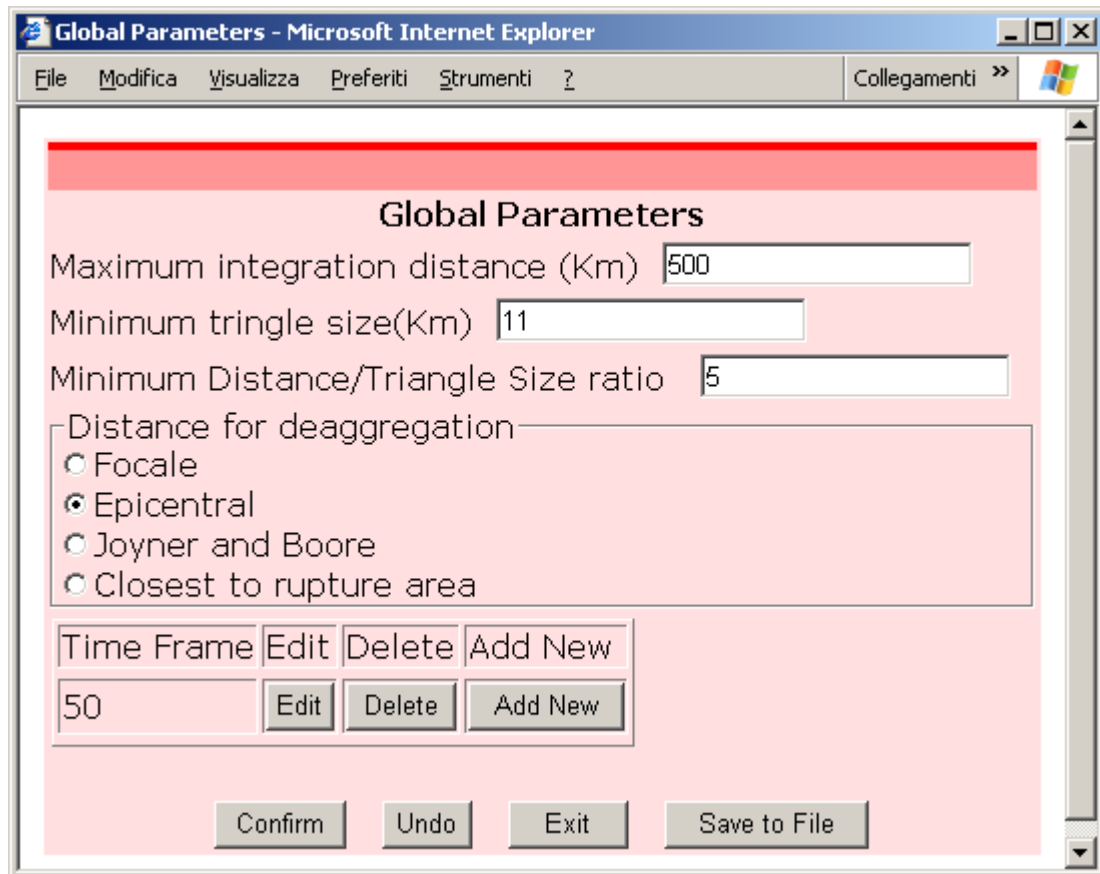 Global Parameters - Microsoft Internet Explorer
File Modifica Visualizza Preferiti Strumenti ? Collegamenti »
Global Parameters
Maximum integration distance (Km) 500
Minimum tringle size(Km) 11
Minimum Distance/Triangle Size ratio 5
Distance for deaggregation
Focale
Epicentral
Joyner and Boore
Closest to rupture area
Time Frame Edit Delete Add New
50 Edit Delete Add New
Confirm Undo Exit Save to File